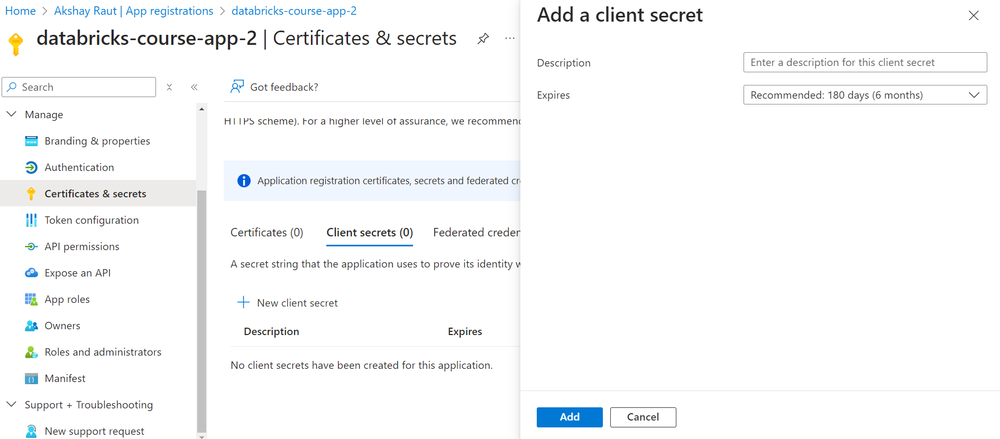 Home > Akshay Raut | App registrations > databricks-course-app-2
databricks-course-app-2 | Certificates & secrets
Search
Manage
Branding & properties
Authentication
Certificates & secrets
Token configuration
API permissions
Expose an API
App roles
Owners
Roles and administrators
Manifest
Support + Troubleshooting
New support request
Got feedback?
HTTPS scheme). For a higher level of assurance, we recommend
Application registration certificates, secrets and federated
Certificates (0) Client secrets (0) Federated
A secret string that the application uses to prove its identity
New client secret
Description Expires
No client secrets have been created for this application.
Add a client secret
Description Enter a description for this client secret
Expires Recommended: 180 days (6 months)
Add Cancel